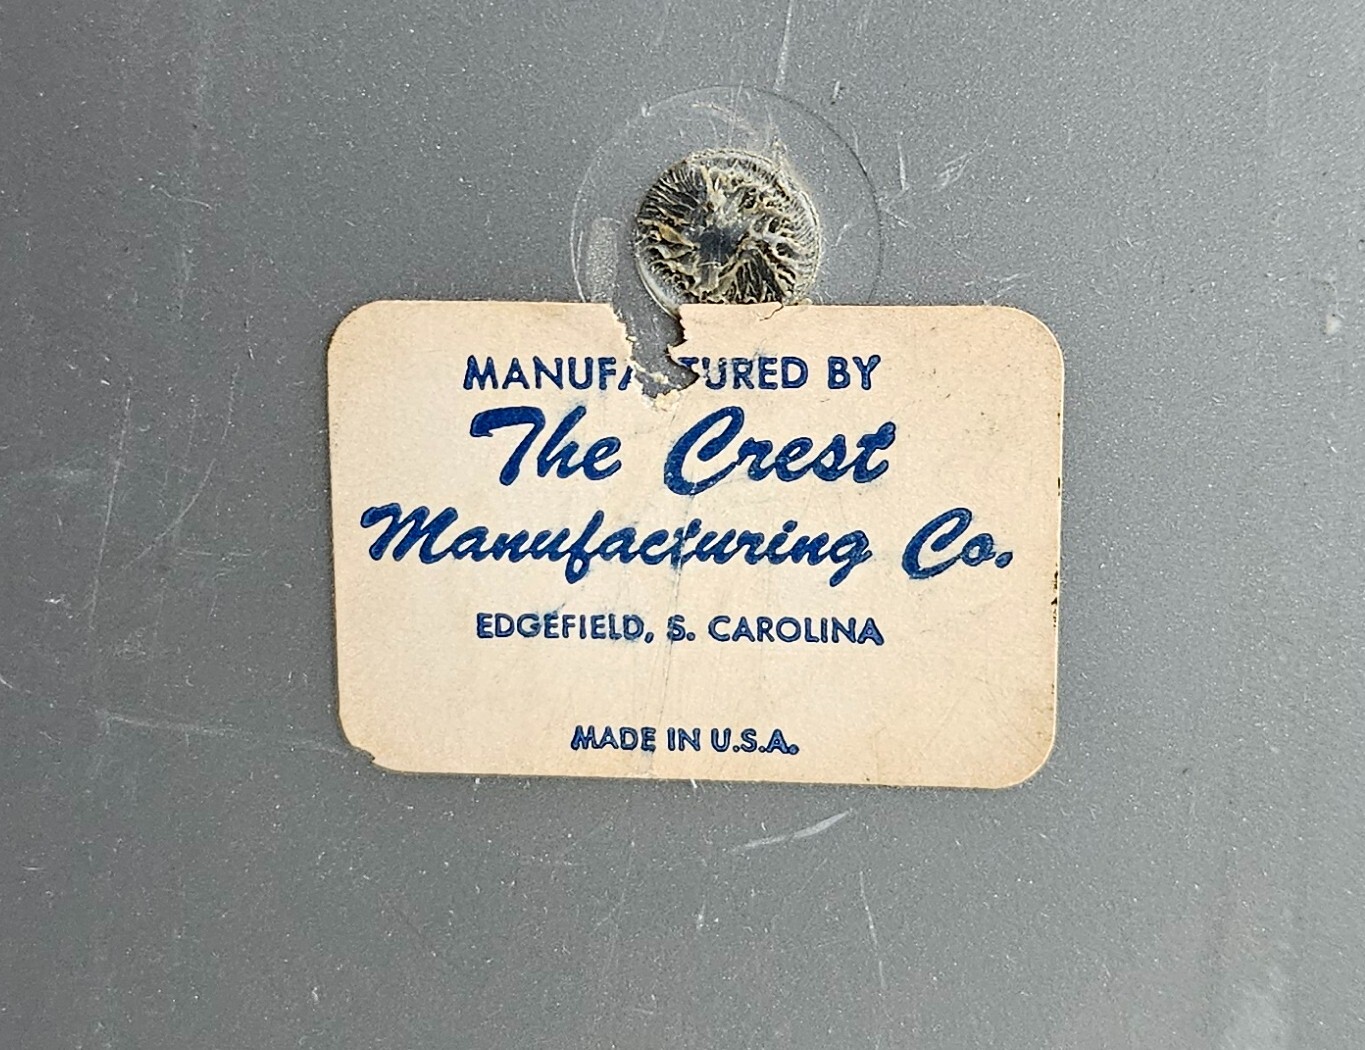 MANUFACTURED BY
The Crest
Manufacturing Co.
EDGEFIELD, S. CAROLINA
MADE IN U.S.A.